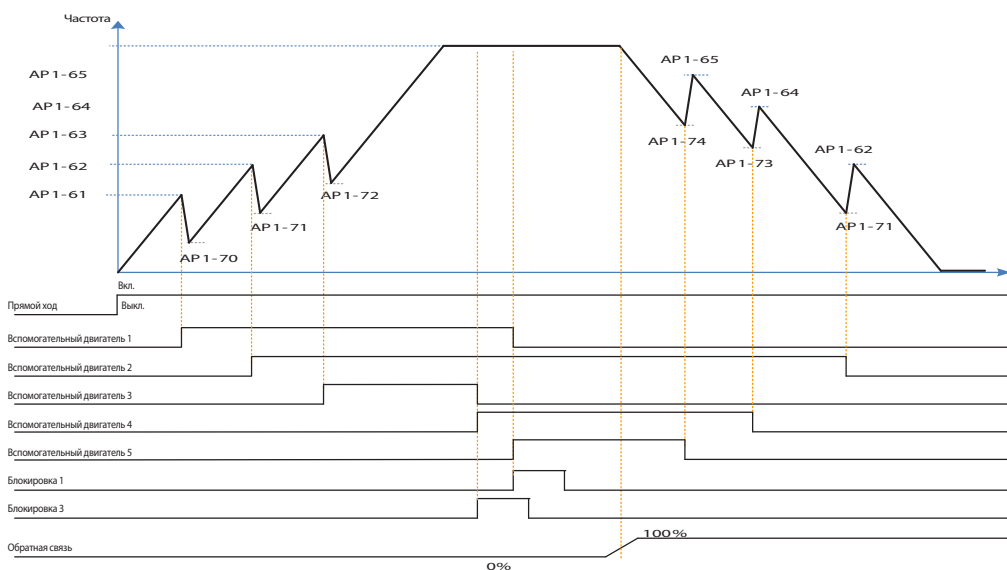 Частота
AP1-65
AP1-64
AP1-63
AP1-62
AP1-61
AP1-70
AP1-71
AP1-72
AP1-65
AP1-64
AP1-74
AP1-73
AP1-62
AP1-71
Вкл.
Прямой ход
Выкл.
Вспомогательный двигатель 1
Вспомогательный двигатель 2
Вспомогательный двигатель 3
Вспомогательный двигатель 4
Вспомогательный двигатель 5
Блокировка 1
Блокировка 3
100%
Обратная связь
0%